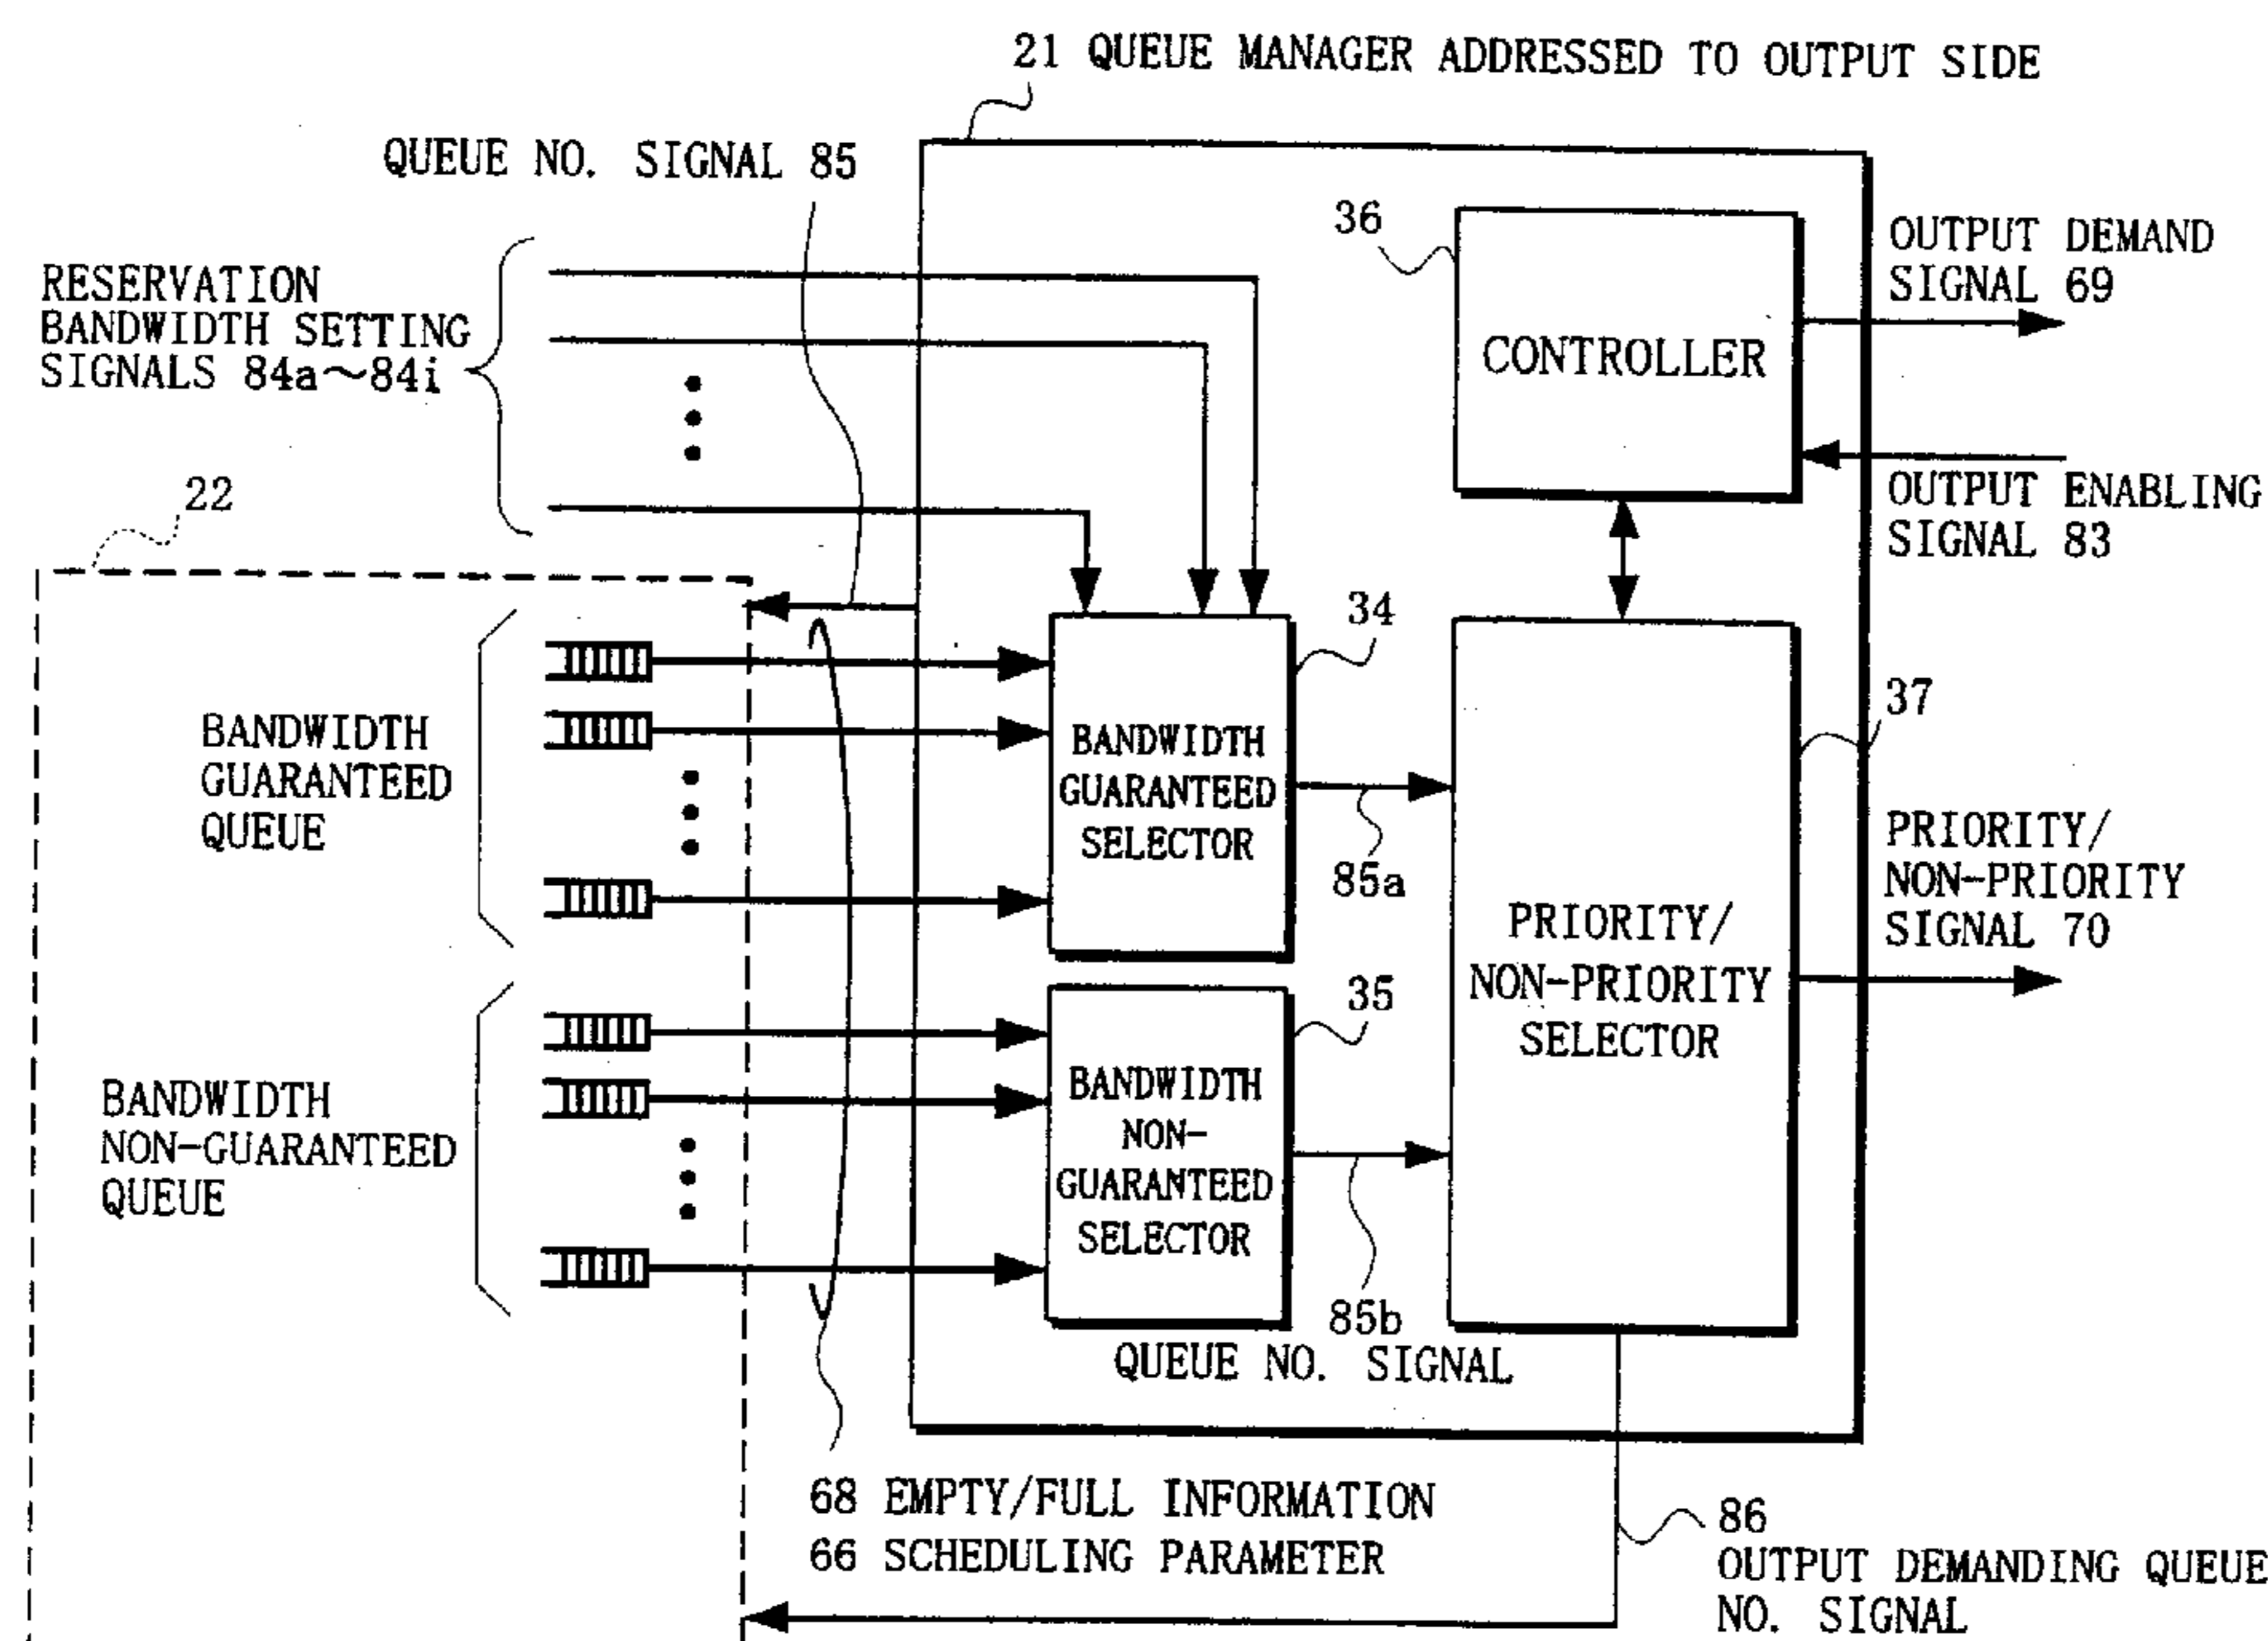 21 QUEUE MANAGER ADDRESSED TO OUTPUT SIDE
QUEUE NO. SIGNAL 85
RESERVATION
BANDWIDTH SETTING
SIGNALS 84a~84i
36
CONTROLLER
OUTPUT DEMAND
SIGNAL 69
OUTPUT ENABLING
SIGNAL 83
22
BANDWIDTH
GUARANTEED
QUEUE
34
BANDWIDTH
GUARANTEED
SELECTOR
85a
37
PRIORITY/
NON-PRIORITY
SELECTOR
PRIORITY/
NON-PRIORITY
SIGNAL 70
BANDWIDTH
NON-GUARANTEED
QUEUE
35
BANDWIDTH
NON-
GUARANTEED
SELECTOR
85b
QUEUE NO. SIGNAL
68 EMPTY/FULL INFORMATION
66 SCHEDULING PARAMETER
86
OUTPUT DEMANDING QUEUE
NO. SIGNAL